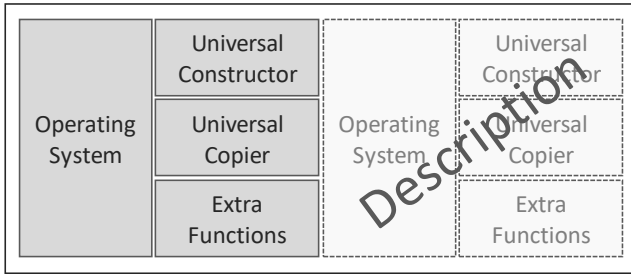 Operating
System
Universal
Constructor
Universal
Copier
Extra
Functions
Operating
System
Universal
Constructor
Universal
Copier
Extra
Functions
Description